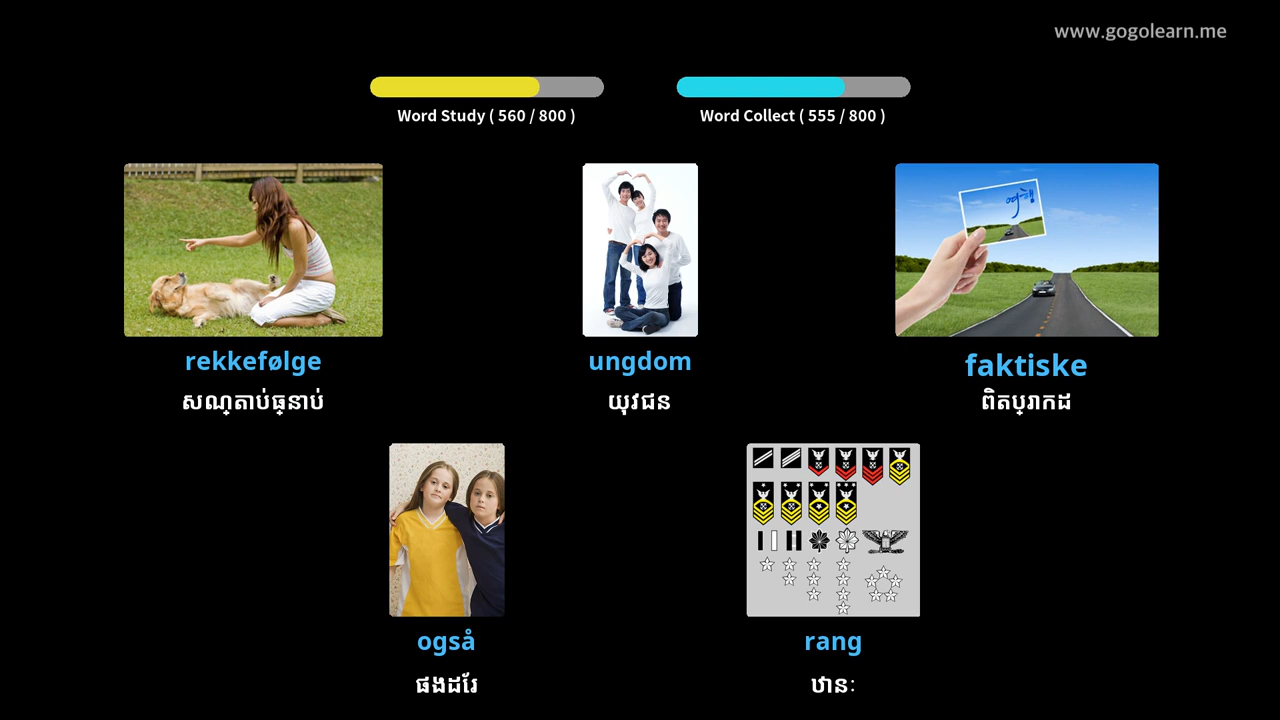 www.gogolearn.me
Word Study ( 560 / 800 )
Word Collect ( 555 / 800 )
여행
rekkefølge
ungdom
faktiske
សណ្តាប់ធ្នាប់
យុវជន
ពិតប្រាកដ
også
rang
ផងដែរ
ឋានៈ